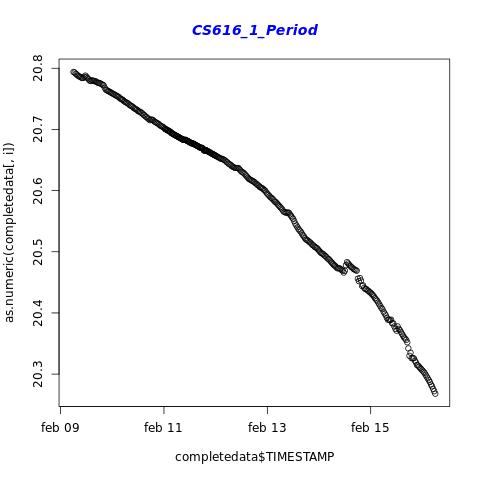 CS616_1_Period
as.numeric(completedata[, i])
20.8
20.7
20.6
20.5
20.4
20.3
feb 09 feb 11 feb 13 feb 15
completedata$TIMESTAMP